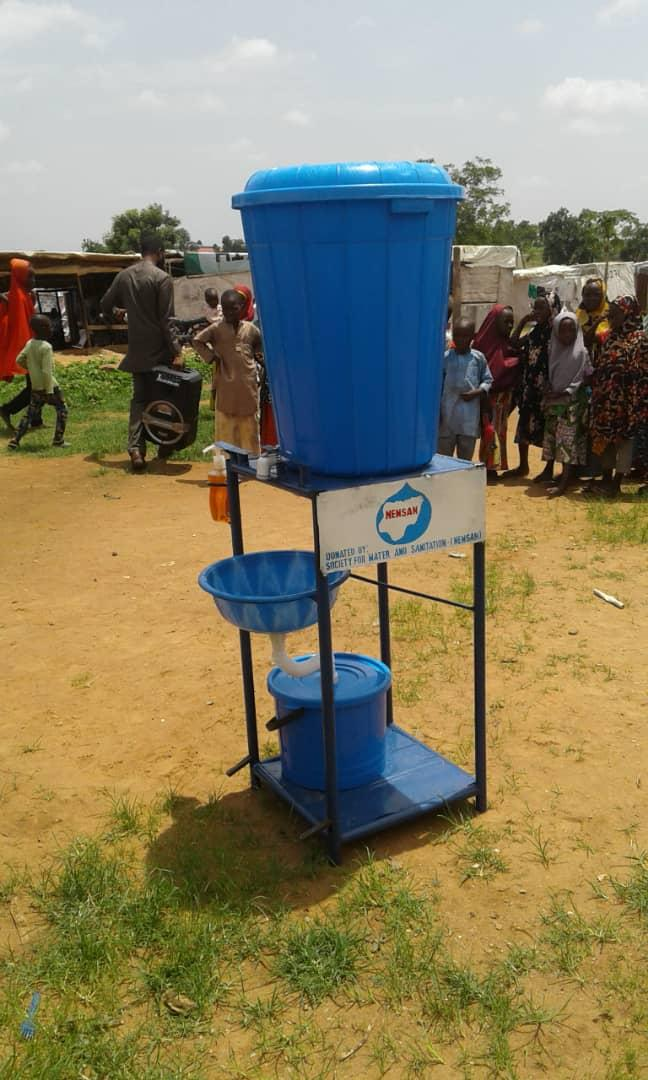 NEWSAN
DONATED BY:
SOCIETY FOR WATER AND SANITATION-(NEWSAN)